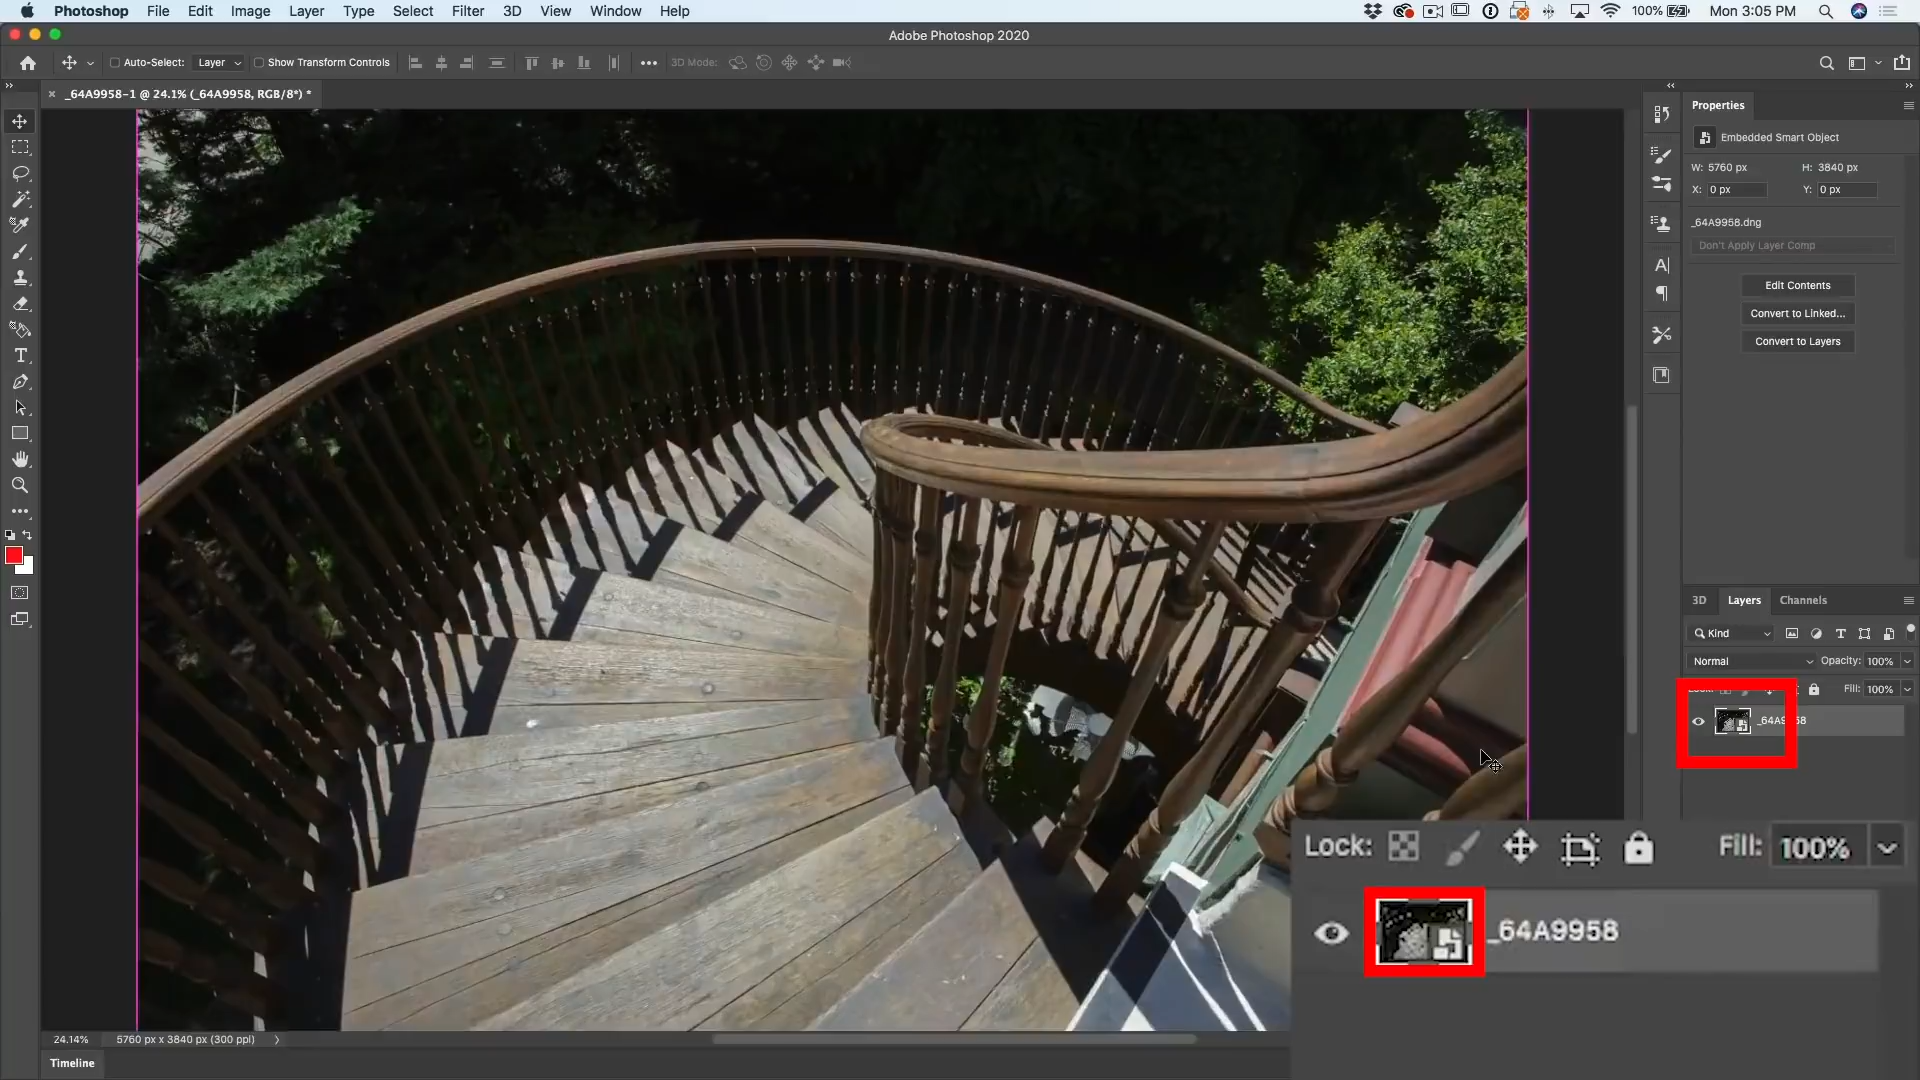 Photoshop File Edit Image Layer Type Select Filter 3D View Window Help 100% Mon 3:05 PM
Adobe Photoshop 2020
Auto-Select: Layer Show Transform Controls 3D Mode:
_64A9958-1 @ 24.1% (_64A9958, RGB/8*) *
Properties
Embedded Smart Object
W: 5760 px H: 3840 px
X: 0 px Y: 0 px
_64A9958.dng
Don't Apply Layer Comp
Edit Contents
Convert to Linked...
Convert to Layers
3D Layers Channels
Kind
Normal Opacity: 100%
Fill: 100%
Lock: Fill: 100%
_64A9958
24.14% 5760 px x 3840 px (300 ppi)
Timeline